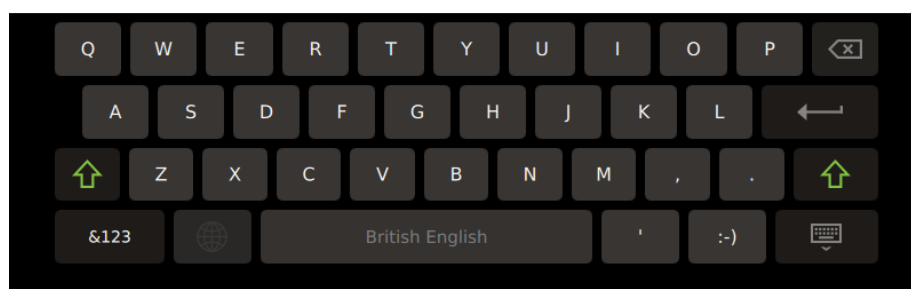 Q W E R T Y U I O P
A S D F G H J K L
Z X C V B N M , .
&123 British English ' :-)